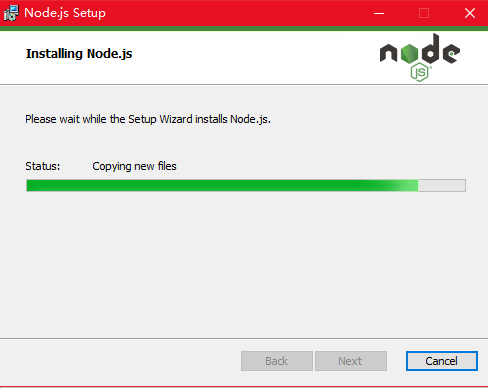 Node.js Setup
Installing Node.js
node
JS
Please wait while the Setup Wizard installs Node.js.
Status: Copying new files
Back Next Cancel